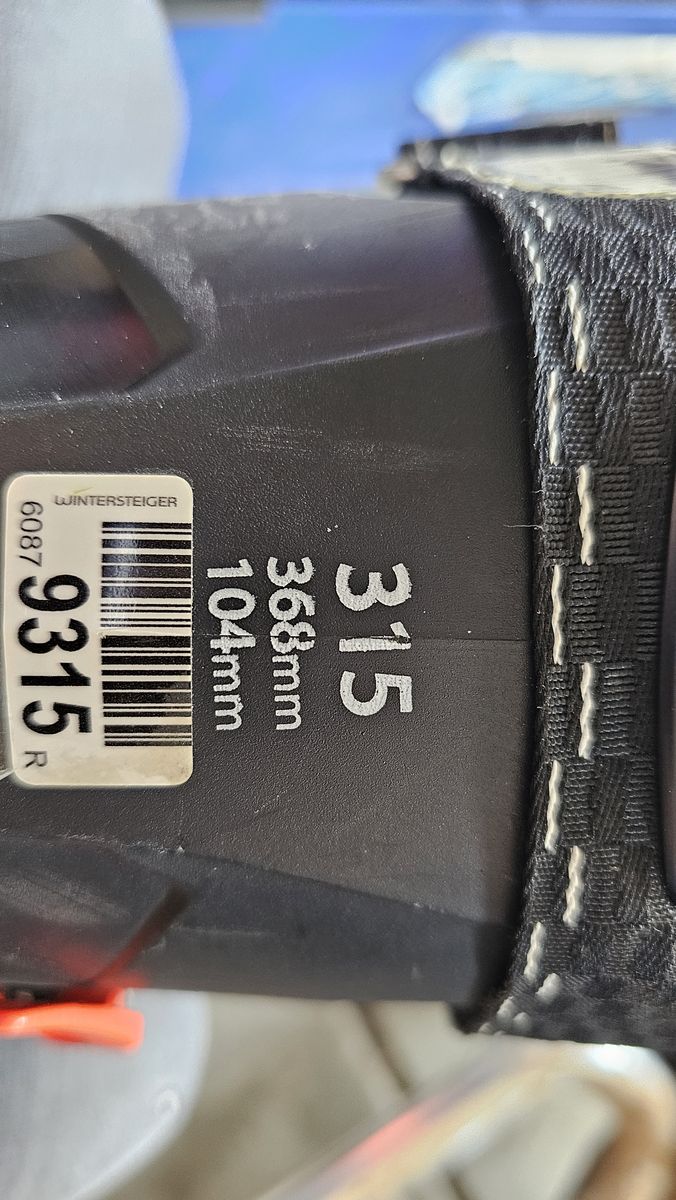 315
368mm
104mm
WINTERSTEIGER
6087
9315 R